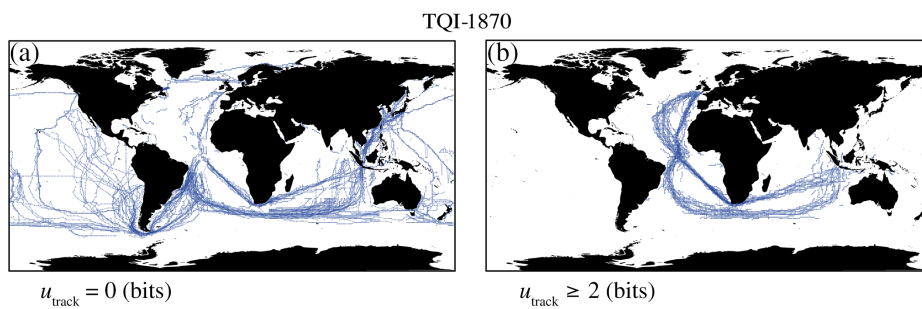 TQI-1870
(a)
(b)
u_track = 0 (bits)
u_track ≥ 2 (bits)